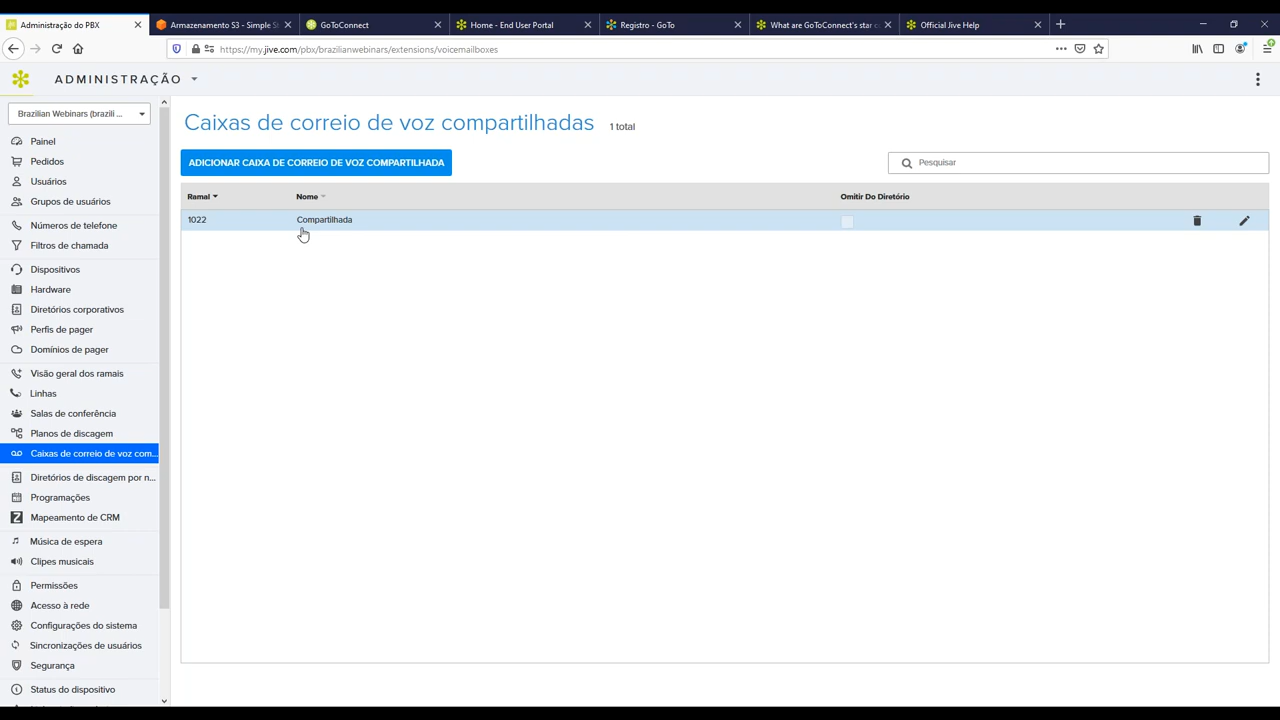 Administração do PBX
Armazenamento S3 - Simple S
GoToConnect
Home - End User Portal
Registro - GoTo
What are GoToConnect's star c
Official Jive Help
https://my.jive.com/pbx/brazilianwebinars/extensions/voicemailboxes
ADMINISTRAÇÃO
Brazilian Webinars (brazili ...
Caixas de correio de voz compartilhadas
1 total
ADICIONAR CAIXA DE CORREIO DE VOZ COMPARTILHADA
Pesquisar
Ramal
Nome
Omitir Do Diretório
1022
Compartilhada
Painel
Pedidos
Usuários
Grupos de usuários
Números de telefone
Filtros de chamada
Dispositivos
Hardware
Diretórios corporativos
Perfis de pager
Domínios de pager
Visão geral dos ramais
Linhas
Salas de conferência
Planos de discagem
Caixas de correio de voz com...
Diretórios de discagem por n...
Programações
Mapeamento de CRM
Música de espera
Clipes musicais
Permissões
Acesso à rede
Configurações do sistema
Sincronizações de usuários
Segurança
Status do dispositivo